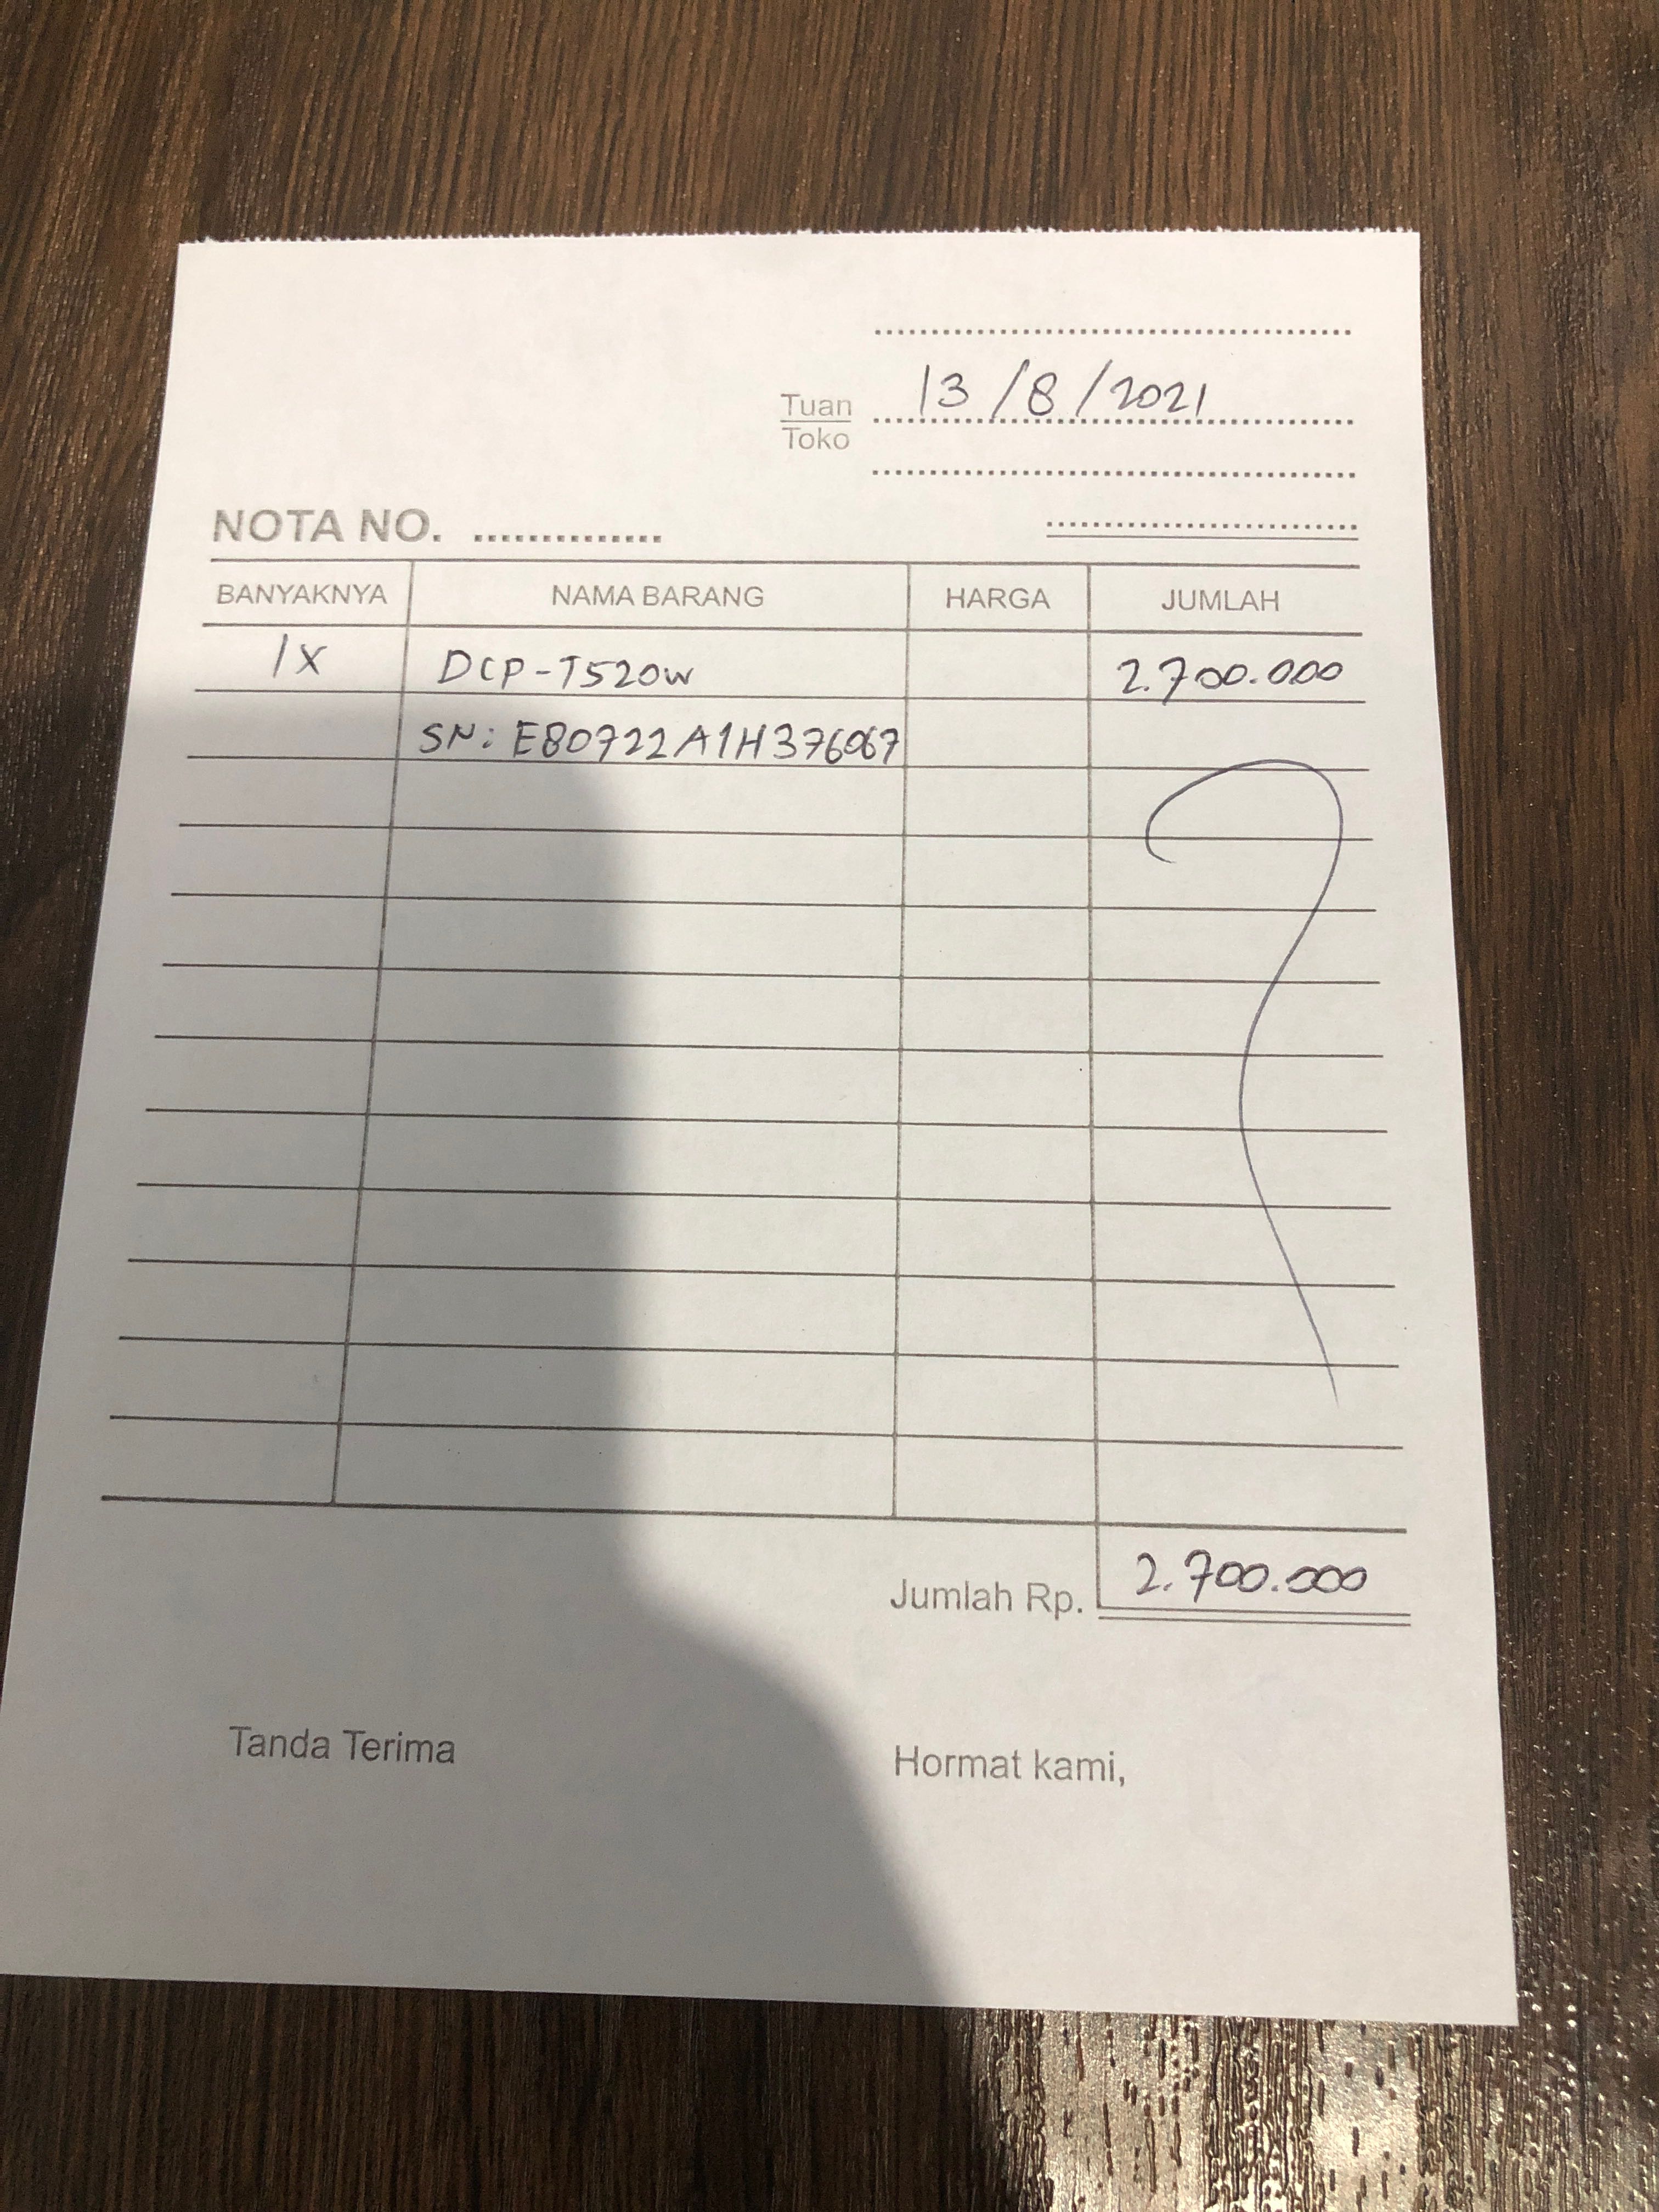 13/8/2021
Tuan
Toko
NOTA NO. ..............
BANYAKNYA NAMA BARANG HARGA JUMLAH
1X DCP-T520W 2.700.000
SN: E80722A1H376067
Jumlah Rp. 2.700.000
Tanda Terima Hormat kami,